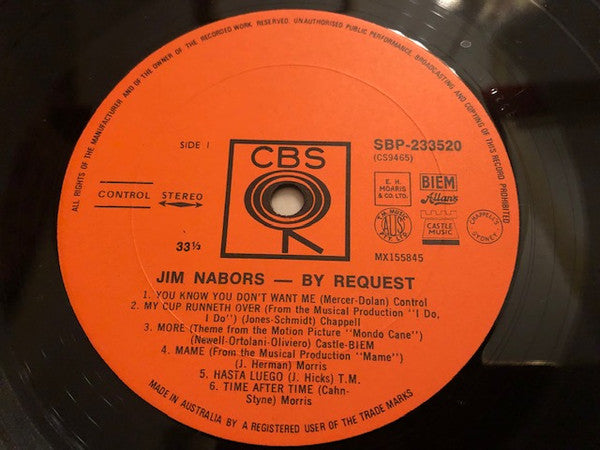 ALL RIGHTS OF THE MANUFACTURER AND OF THE OWNER OF THE RECORDED WORK RESERVED. UNAUTHORISED PUBLIC PERFORMANCE, BROADCASTING AND COPYING OF THIS RECORD PROHIBITED
SIDE 1
CBS
SBP-233520
(CS9465)
CONTROL STEREO
E. H. MORRIS & CO. LTD.
BIEM
Allan's
CASTLE MUSIC
CHAPPELL'S SYDNEY
33⅓
MX155845
JIM NABORS — BY REQUEST
1. YOU KNOW YOU DON'T WANT ME (Mercer-Dolan) Control
2. MY CUP RUNNETH OVER (From the Musical Production "I Do,
I Do") (Jones-Schmidt) Chappell
3. MORE (Theme from the Motion Picture "Mondo Cane")
(Newell-Ortolani-Oliviero) Castle-BIEM
4. MAME (From the Musical Production "Mame")
(J. Herman) Morris
5. HASTA LUEGO (J. Hicks) T.M.
6. TIME AFTER TIME (Cahn-
Styne) Morris
MADE IN AUSTRALIA BY A REGISTERED USER OF THE TRADE MARKS